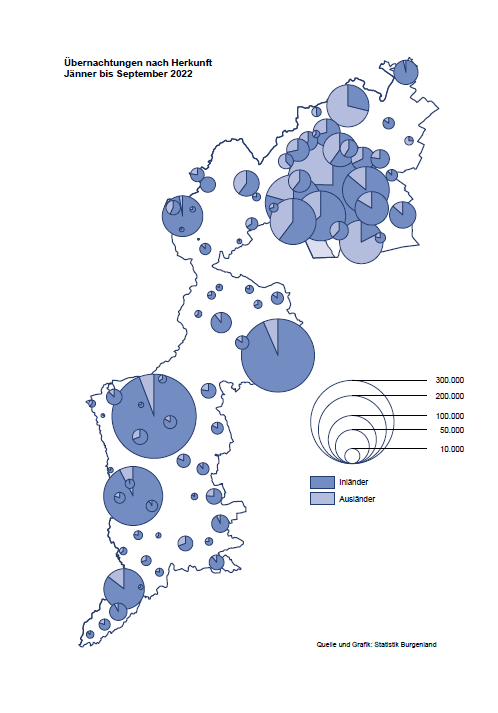 Übernachtungen nach Herkunft
Jänner bis September 2022
300.000
200.000
100.000
50.000
10.000
Inländer
Ausländer
Quelle und Grafik: Statistik Burgenland